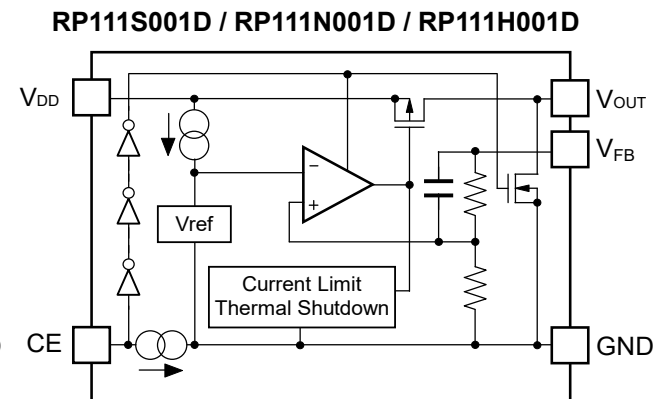 RP111S001D / RP111N001D / RP111H001D
VDD
VOUT
VFB
−
+
Vref
Current Limit
Thermal Shutdown
)
CE
GND